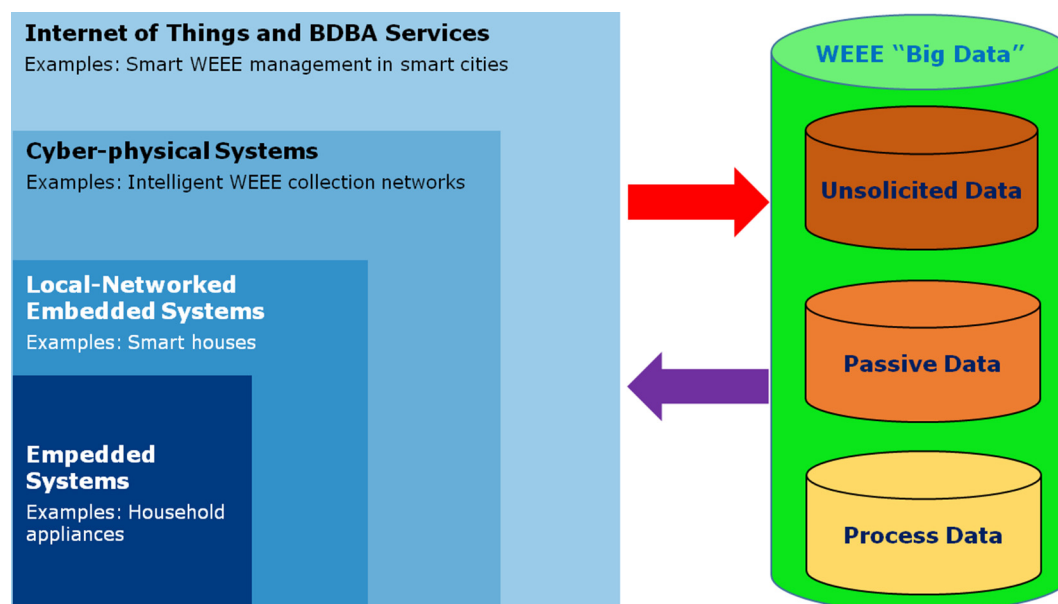 Internet of Things and BDBA Services
Examples: Smart WEEE management in smart cities
Cyber-physical Systems
Examples: Intelligent WEEE collection networks
Local-Networked
Embedded Systems
Examples: Smart houses
Empedded
Systems
Examples: Household
appliances
WEEE “Big Data”
Unsolicited Data
Passive Data
Process Data